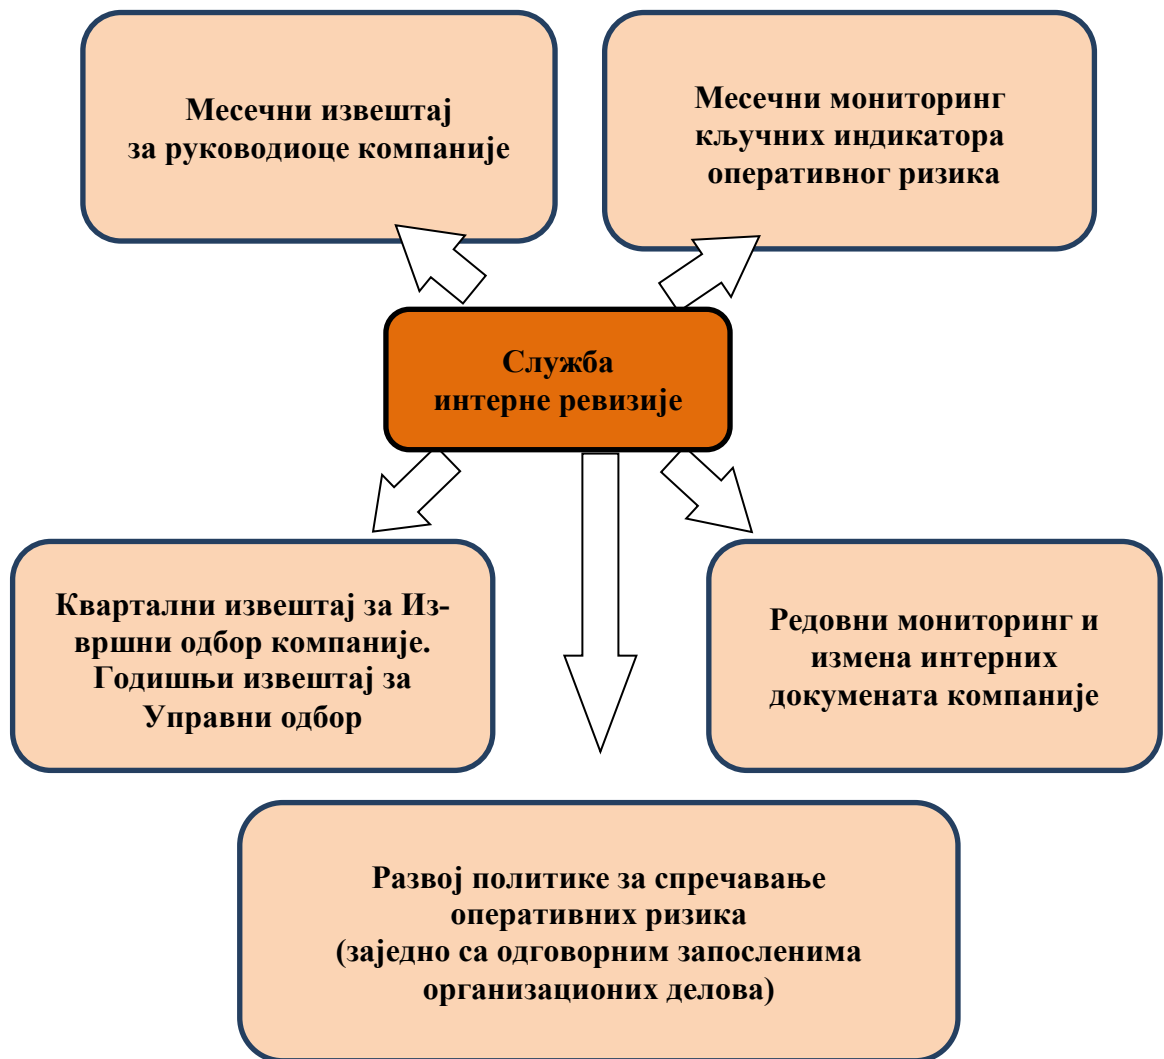 Месечни извештај
за руководиоце компаније
Месечни мониторинг
кључних индикатора
оперативног ризика
Служба
интерне ревизије
Квартални извештај за Из-
вршни одбор компаније.
Годишњи извештај за
Управни одбор
Редовни мониторинг и
измена интерних
докумената компаније
Развој политике за спречавање
оперативних ризика
(заједно са одговорним запосленима
организационих делова)